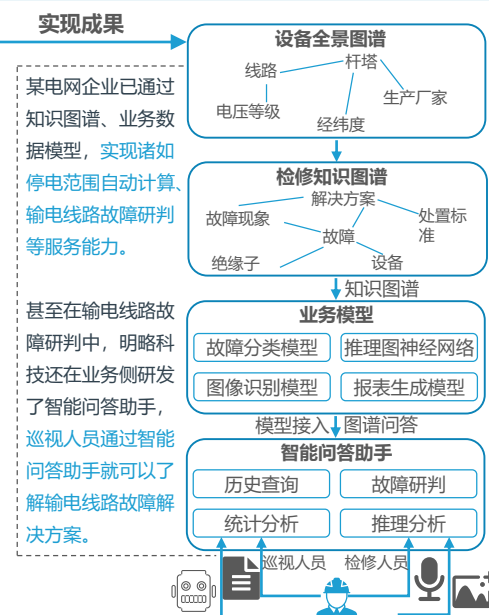 实现成果
某电网企业已通过
知识图谱、业务数
据模型，实现诸如
停电范围自动计算、
输电线路故障研判
等服务能力。
甚至在输电线路故
障研判中，明略科
技还在业务侧研发
了智能问答助手，
巡视人员通过智能
问答助手就可以了
解输电线路故障解
决方案。
设备全景图谱
线路
杆塔
电压等级
生产厂家
经纬度
检修知识图谱
解决方案
故障现象
处置标
准
故障
绝缘子
设备
知识图谱
业务模型
故障分类模型
推理图神经网络
图像识别模型
报表生成模型
模型接入
图谱问答
智能问答助手
历史查询
故障研判
统计分析
推理分析
巡视人员
检修人员